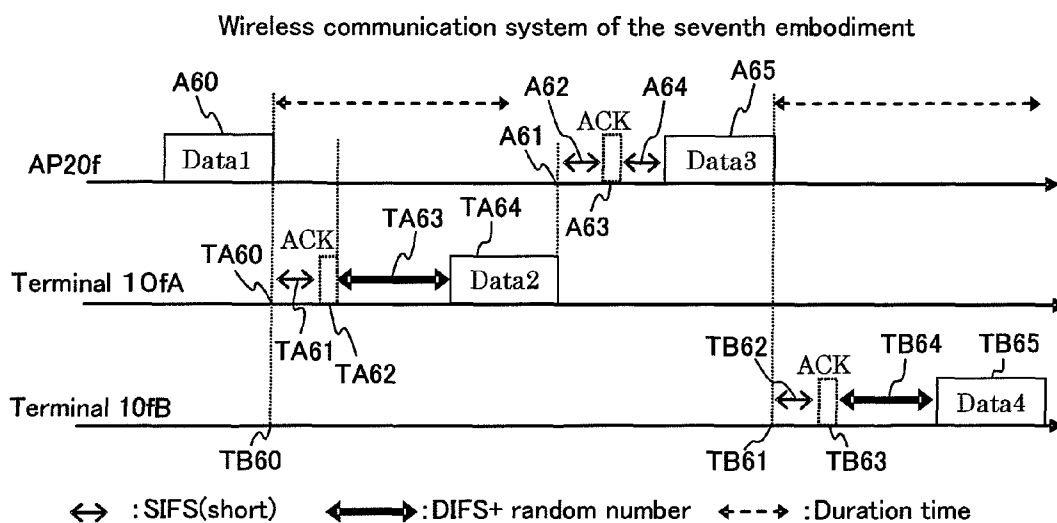 Wireless communication system of the seventh embodiment
A60
A62
A64
A65
A61
ACK
AP20f
Data1
Data3
A63
TA63
TA64
TA60
ACK
Terminal 10fA
Data2
TA61
TA62
TB62
TB64
TB65
ACK
Terminal 10fB
Data4
TB60
TB61
TB63
:SIFS(short)
:DIFS+ random number
:Duration time